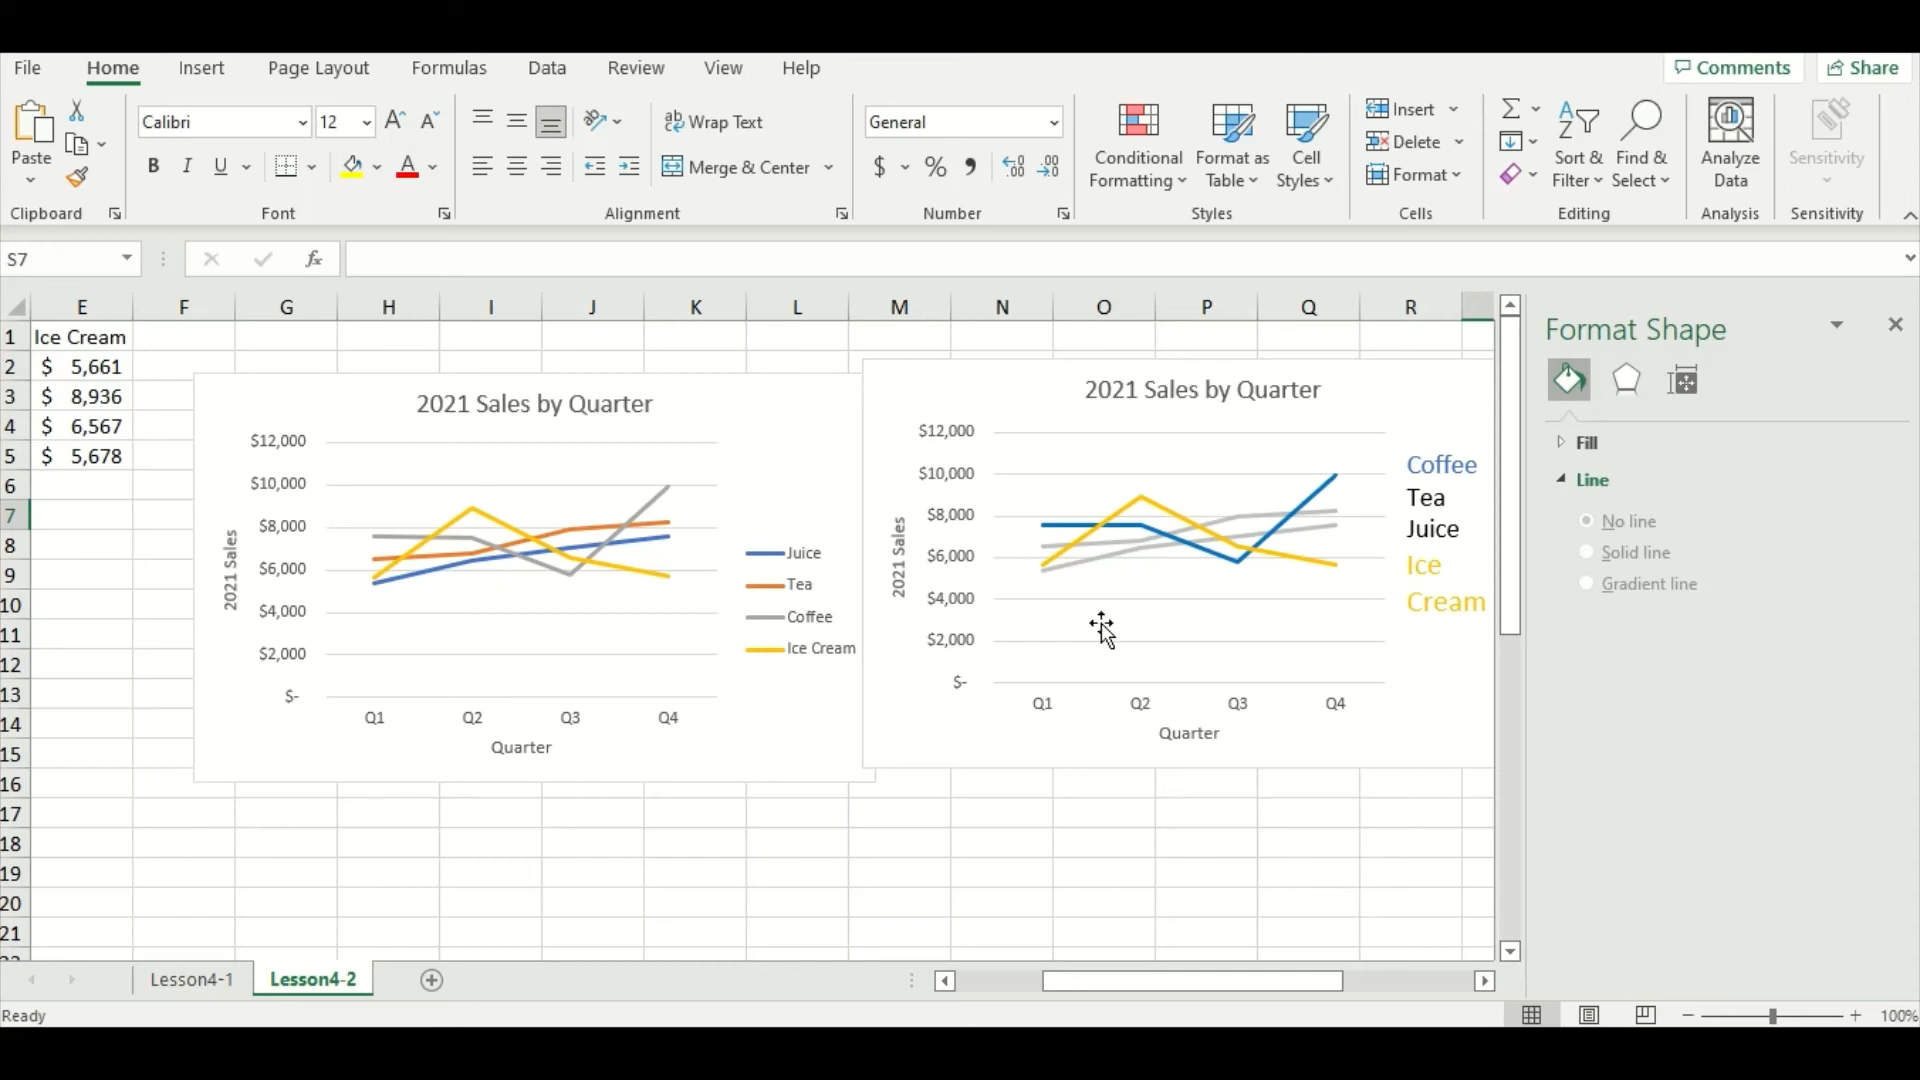 File Home Insert Page Layout Formulas Data Review View Help Comments Share
Paste
Clipboard
Calibri 12
B I U A
Font
Wrap Text
Merge & Center
Alignment
General
$ %
Number
Conditional Formatting
Format as Table
Cell Styles
Styles
Insert
Delete
Format
Cells
Sort & Filter
Find & Select
Editing
Analyze Data
Analysis
Sensitivity
Sensitivity
S7 fx
E F G H I J K L M N O P Q R
1 Ice Cream
2 $ 5,661
3 $ 8,936
4 $ 6,567
5 $ 5,678
6
7
8
9
10
11
12
13
14
15
16
17
18
19
20
21
2021 Sales by Quarter
2021 Sales
$12,000
$10,000
$8,000
$6,000
$4,000
$2,000
$-
Q1 Q2 Q3 Q4
Quarter
Juice
Tea
Coffee
Ice Cream
2021 Sales by Quarter
2021 Sales
$12,000
$10,000
$8,000
$6,000
$4,000
$2,000
$-
Q1 Q2 Q3 Q4
Quarter
Coffee
Tea
Juice
Ice
Cream
Format Shape
Fill
Line
No line
Solid line
Gradient line
Lesson4-1 Lesson4-2
Ready 100%